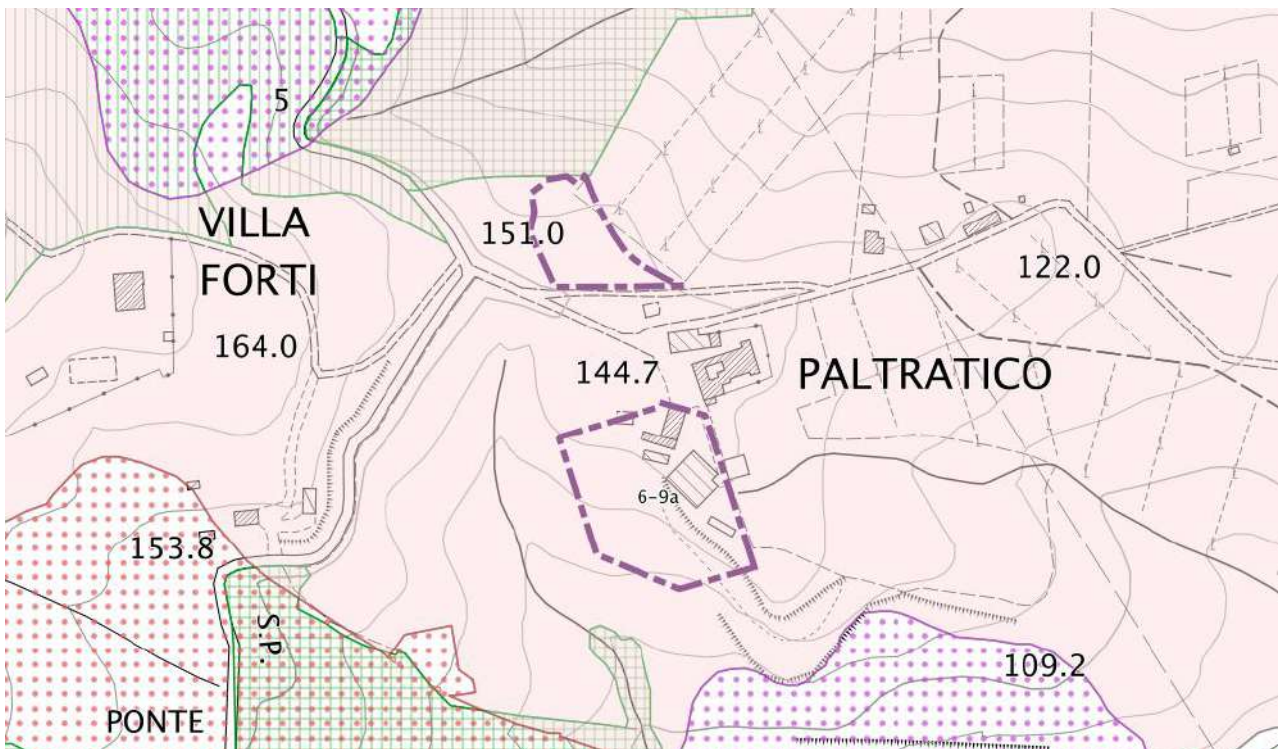 5
VILLA
FORTI
151.0
122.0
164.0
144.7
PALTRATICO
6-9a
153.8
S.P.
109.2
PONTE